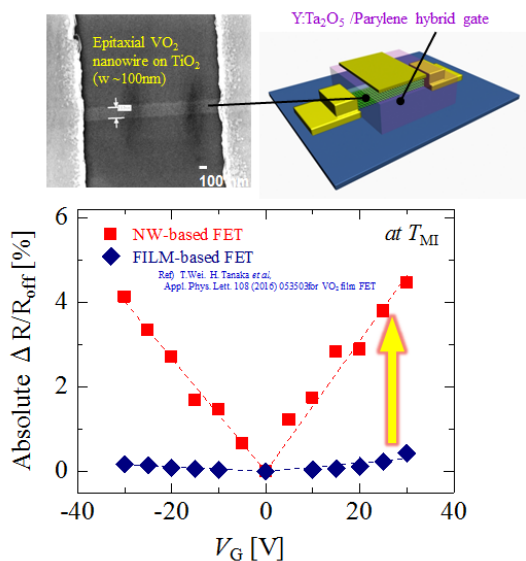 Y:Ta2O5 /Parylene hybrid gate
Epitaxial VO2
nanowire on TiO2
(w ~100nm)
100 nm
6
4
2
0
Absolute ΔR/Roff [%]
NW-based FET
at TMI
FILM-based FET
Ref) T.Wei. H. Tanaka et al,
Appl. Phys. Lett. 108 (2016) 053503for VO2 film FET
-40
-20
0
20
40
VG [V]